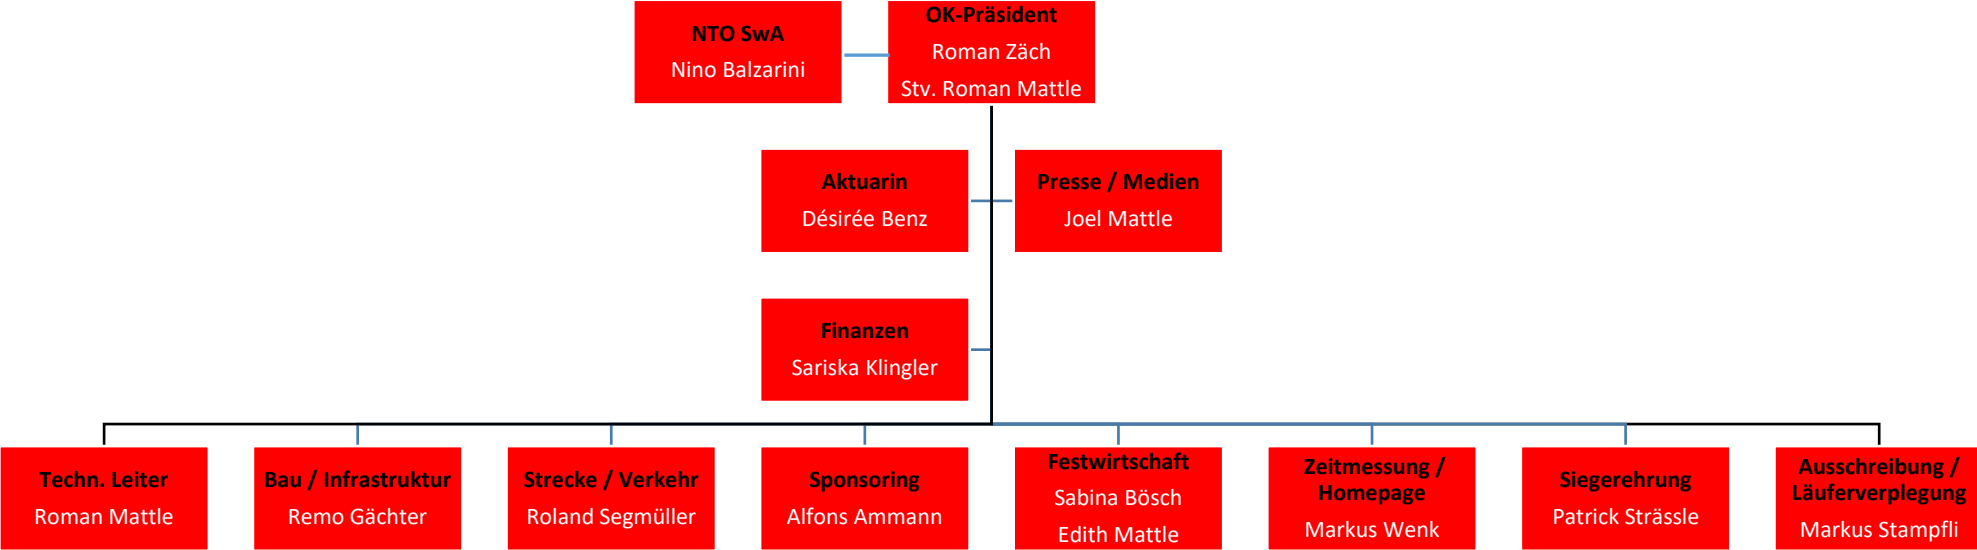 NTO SwA
Nino Balzarini
OK-Präsident
Roman Zäch
Stv. Roman Mattle
Aktuarin
Désirée Benz
Presse / Medien
Joel Mattle
Finanzen
Sariska Klingler
Techn. Leiter
Roman Mattle
Bau / Infrastruktur
Remo Gächter
Strecke / Verkehr
Roland Segmüller
Sponsoring
Alfons Ammann
Festwirtschaft
Sabina Bösch
Edith Mattle
Zeitmessung /
Homepage
Markus Wenk
Siegerehrung
Patrick Strässle
Ausschreibung /
Läuferverplegung
Markus Stampfli